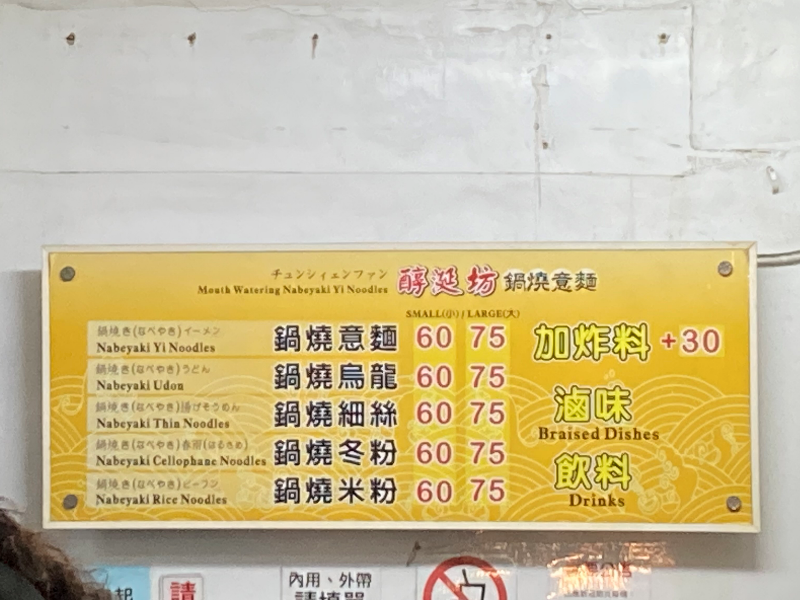 チュンシィェンファン
Mouth Watering Nabeyaki Yi Noodles
醇涎坊 鍋燒意麵
SMALL(小) / LARGE(大)
鍋焼き(なべやき)イーメン
Nabeyaki Yi Noodles
鍋燒意麵 60 75
鍋焼き(なべやき)うどん
Nabeyaki Udon
鍋燒烏龍 60 75
鍋焼き(なべやき)揚げそうめん
Nabeyaki Thin Noodles
鍋燒細絲 60 75
鍋焼き(なべやき)春雨(はるさめ)
Nabeyaki Cellophane Noodles
鍋燒冬粉 60 75
鍋焼き(なべやき)ビーフン
Nabeyaki Rice Noodles
鍋燒米粉 60 75
加炸料 +30
滷味
Braised Dishes
飲料
Drinks
起
請
內用、外帶
請填單